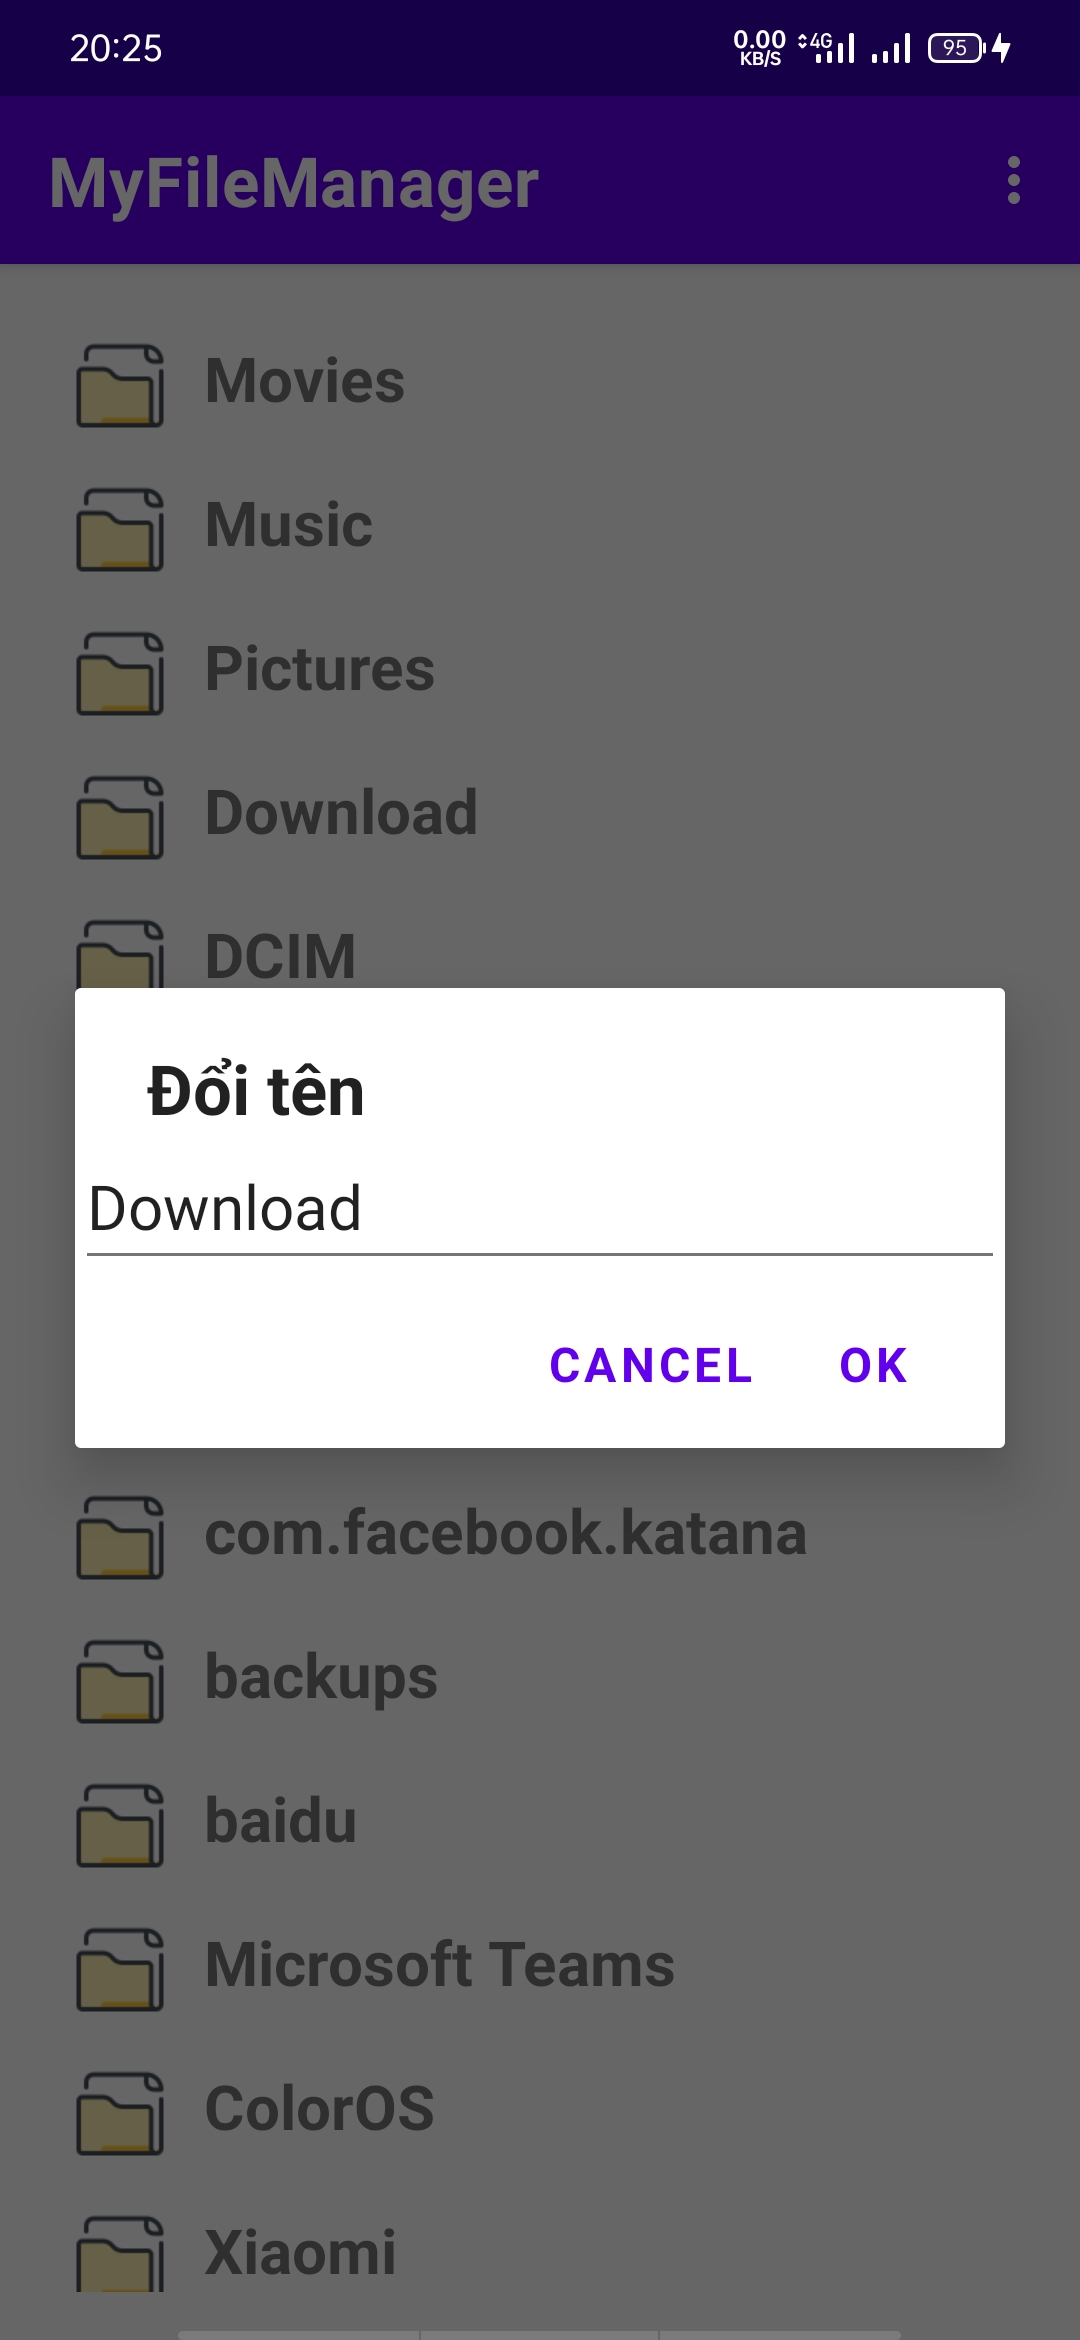 20:25
0.00
KB/S
4G
95
MyFileManager
Movies
Music
Pictures
Download
DCIM
Đổi tên
Download
CANCEL OK
com.facebook.katana
backups
baidu
Microsoft Teams
ColorOS
Xiaomi